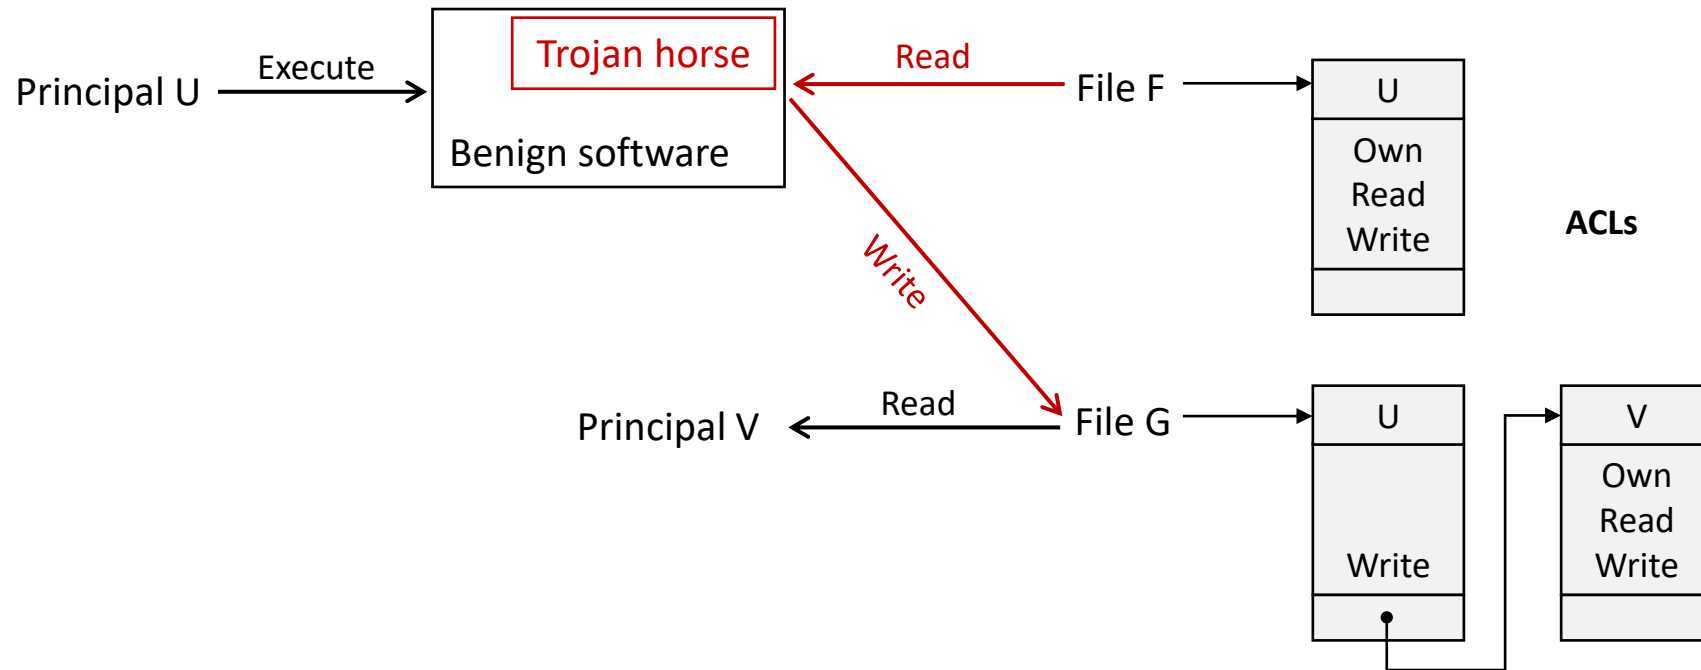 Trojan horse
Read
Execute
Principal U
File F
U
Benign software
Own
Read
Write
ACLs
Write
Read
Principal V
File G
U
V
Own
Read
Write
Write